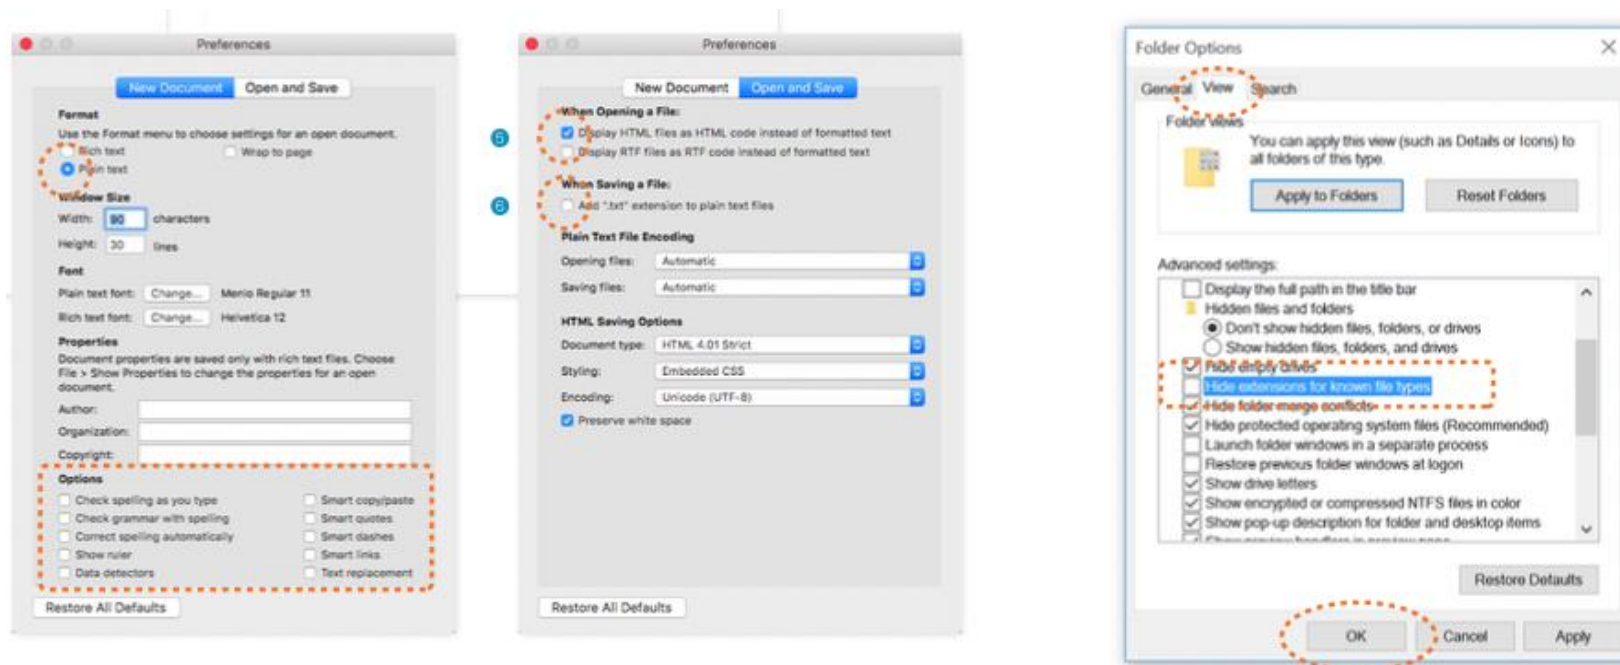 Preferences
New Document Open and Save
Format
Use the Format menu to choose settings for an open document.
Rich text Wrap to page
Plain text
Window Size
Width: 90 characters
Height: 30 lines
Font
Plain text font: Change... Menlo Regular 11
Rich text font: Change... Helvetica 12
Properties
Document properties are saved only with rich text files. Choose
File > Show Properties to change the properties for an open
document.
Author:
Organization:
Copyright:
Options
Check spelling as you type Smart copy/paste
Check grammar with spelling Smart quotes
Correct spelling automatically Smart dashes
Show ruler Smart links
Data detectors Text replacement
Restore All Defaults
Preferences
New Document Open and Save
When Opening a File:
5 Display HTML files as HTML code instead of formatted text
Display RTF files as RTF code instead of formatted text
When Saving a File:
6 Add ".txt" extension to plain text files
Plain Text File Encoding
Opening files: Automatic
Saving files: Automatic
HTML Saving Options
Document type: HTML 4.01 Strict
Styling: Embedded CSS
Encoding: Unicode (UTF-8)
Preserve white space
Restore All Defaults
Folder Options
General View Search
Folder views
You can apply this view (such as Details or Icons) to
all folders of this type.
Apply to Folders Reset Folders
Advanced settings:
Display the full path in the title bar
Hidden files and folders
Don't show hidden files, folders, or drives
Show hidden files, folders, and drives
Hide empty drives
Hide extensions for known file types
Hide folder merge conflicts
Hide protected operating system files (Recommended)
Launch folder windows in a separate process
Restore previous folder windows at logon
Show drive letters
Show encrypted or compressed NTFS files in color
Show pop-up description for folder and desktop items
Restore Defaults
OK Cancel Apply